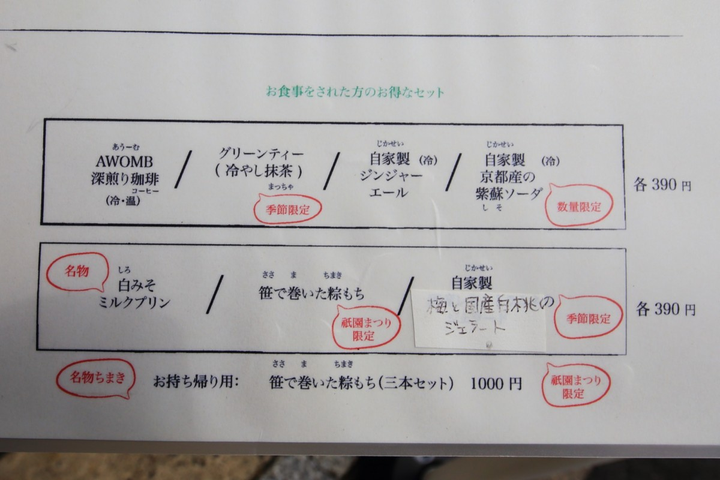 お食事をされた方のお得なセット
あうーむ
AWOMB
深煎り珈琲
コーヒー
(冷・温)
/
グリーンティー
(冷やし抹茶)
まっちゃ
季節限定
/
じかせい
自家製 (冷)
ジンジャー
エール
/
じかせい
自家製 (冷)
京都産の
紫蘇ソーダ
しそ
数量限定
各 390 円
名物
しろ
白みそ
ミルクプリン
/
ささ ま ちまき
笹で巻いた粽もち
祇園まつり
限定
/
じかせい
自家製
梅と国産白桃の
ジェラート
季節限定
各 390 円
名物ちまき
お持ち帰り用:
ささ ま ちまき
笹で巻いた粽もち(三本セット) 1000 円
祇園まつり
限定